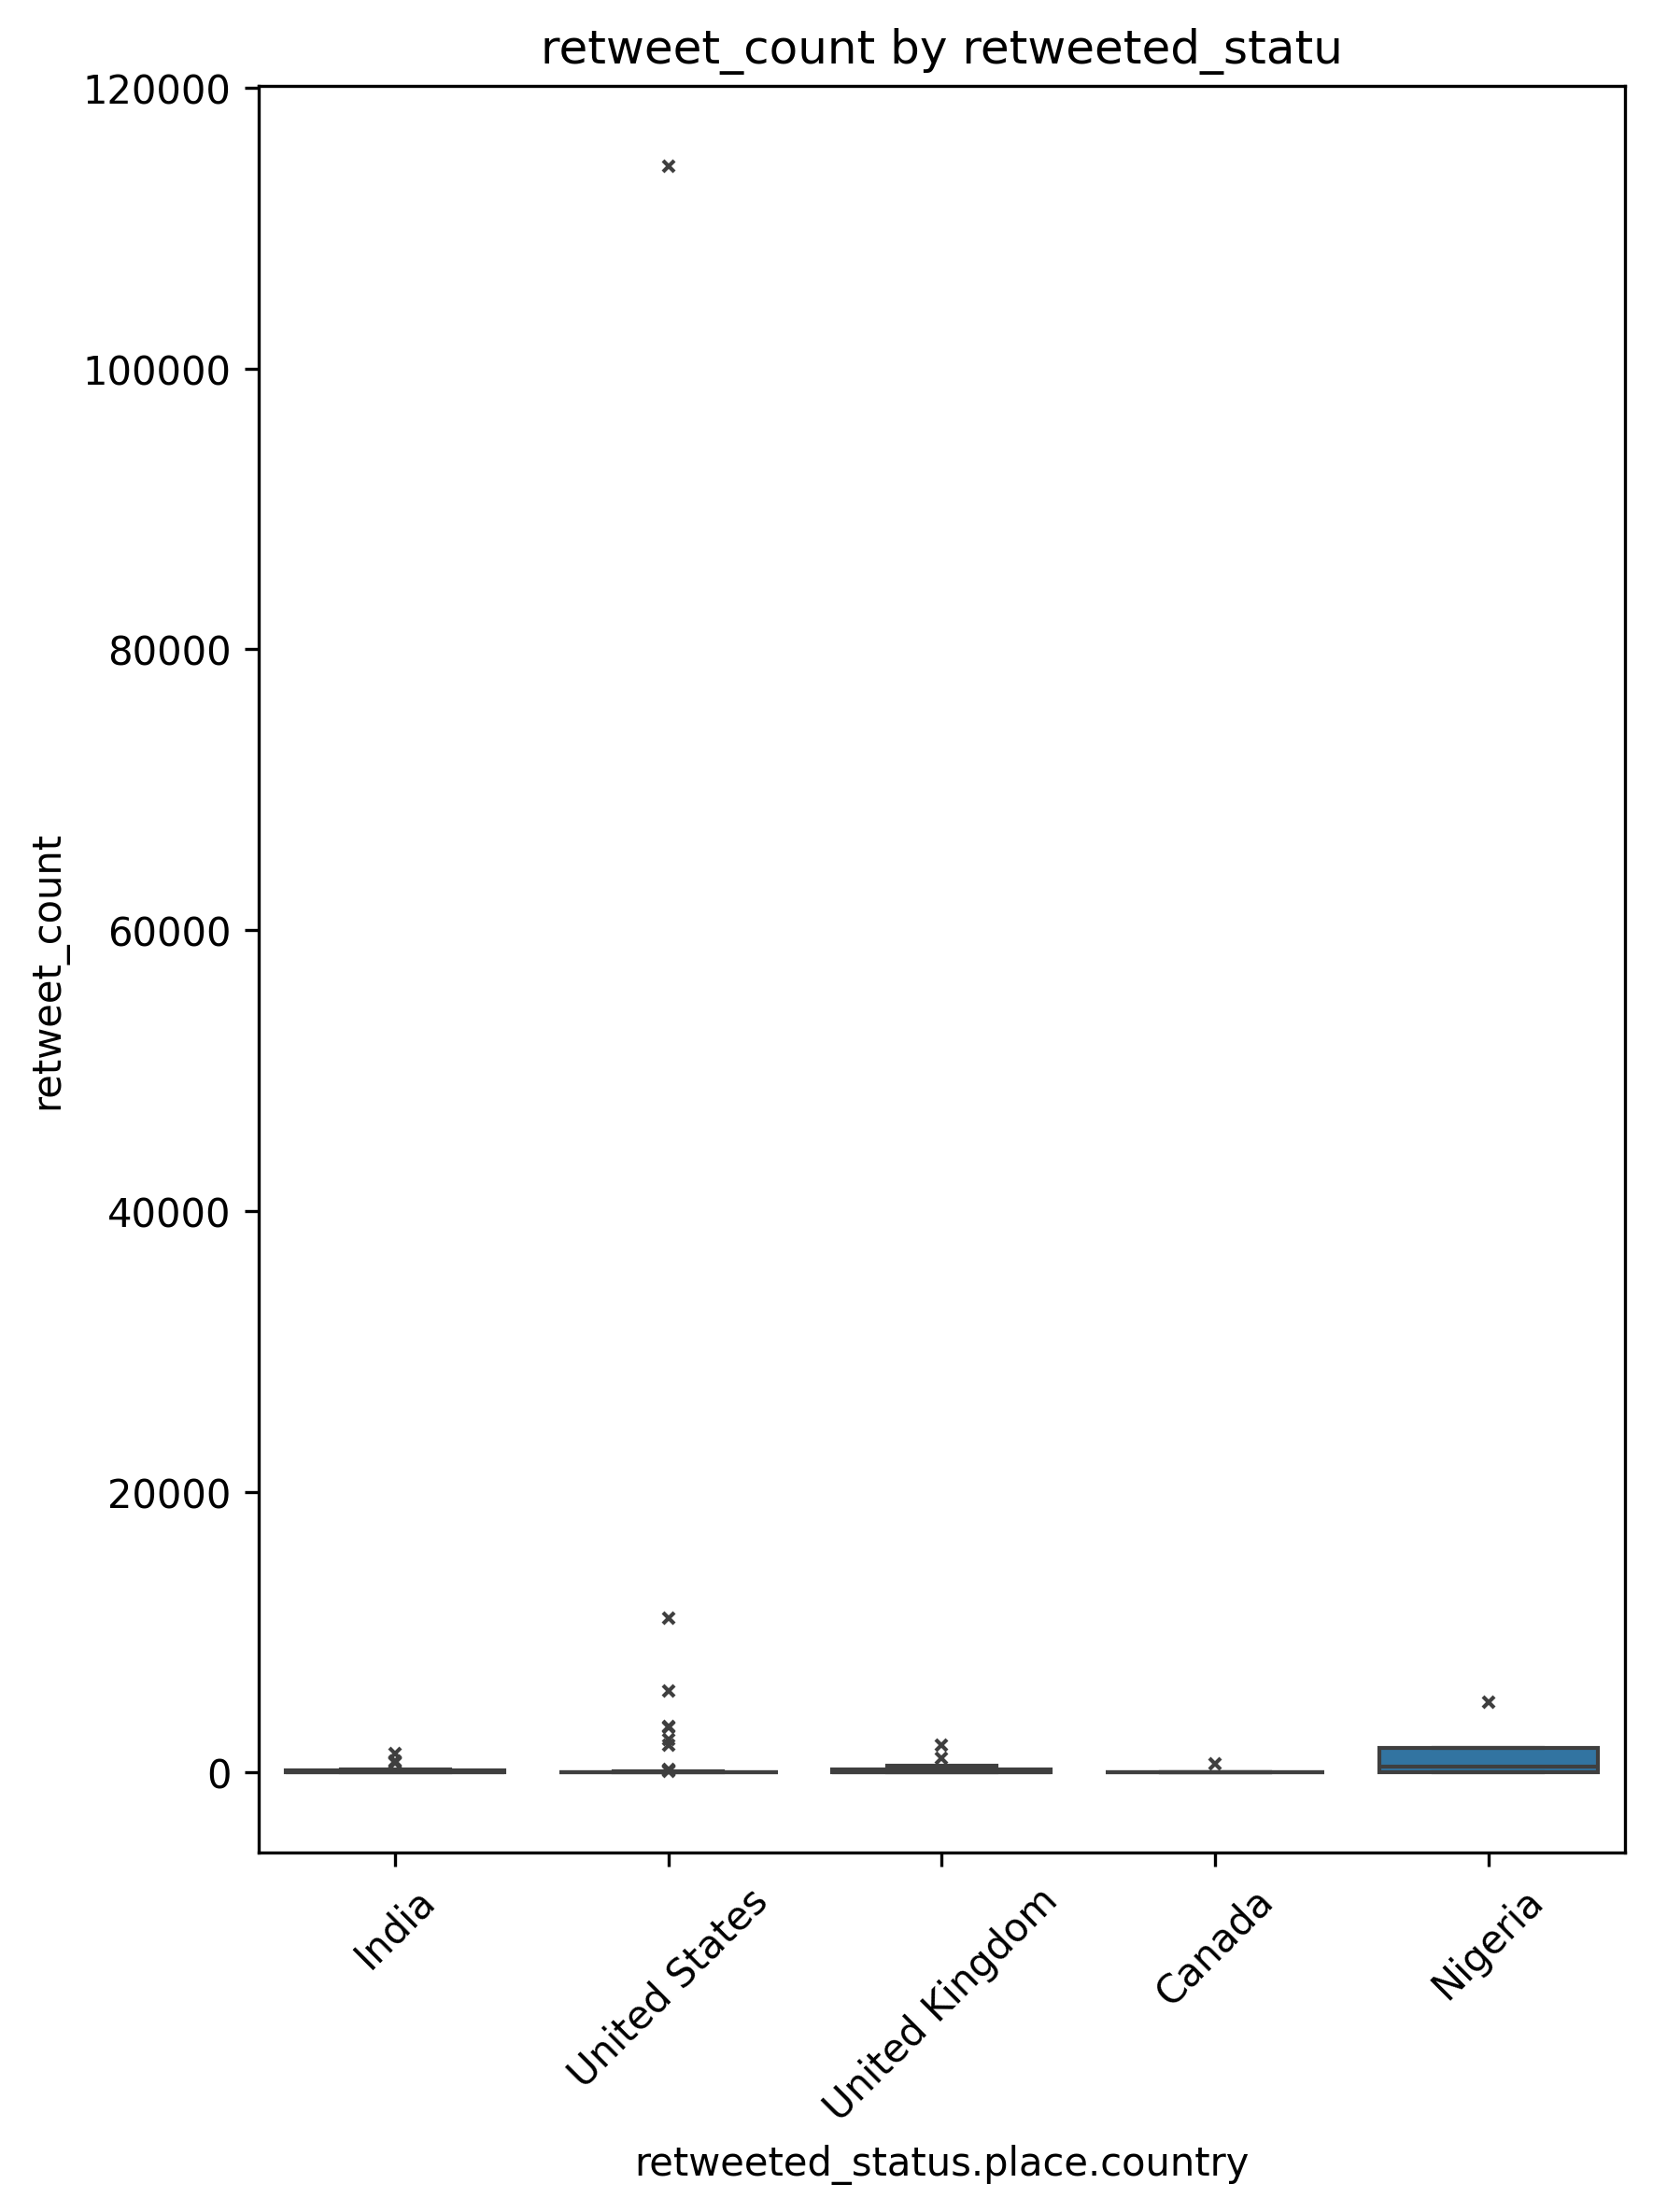 retweet_count by retweeted_statu
120000
100000
80000
60000
40000
20000
0
retweet_count
India
United States
United Kingdom
Canada
Nigeria
retweeted_status.place.country